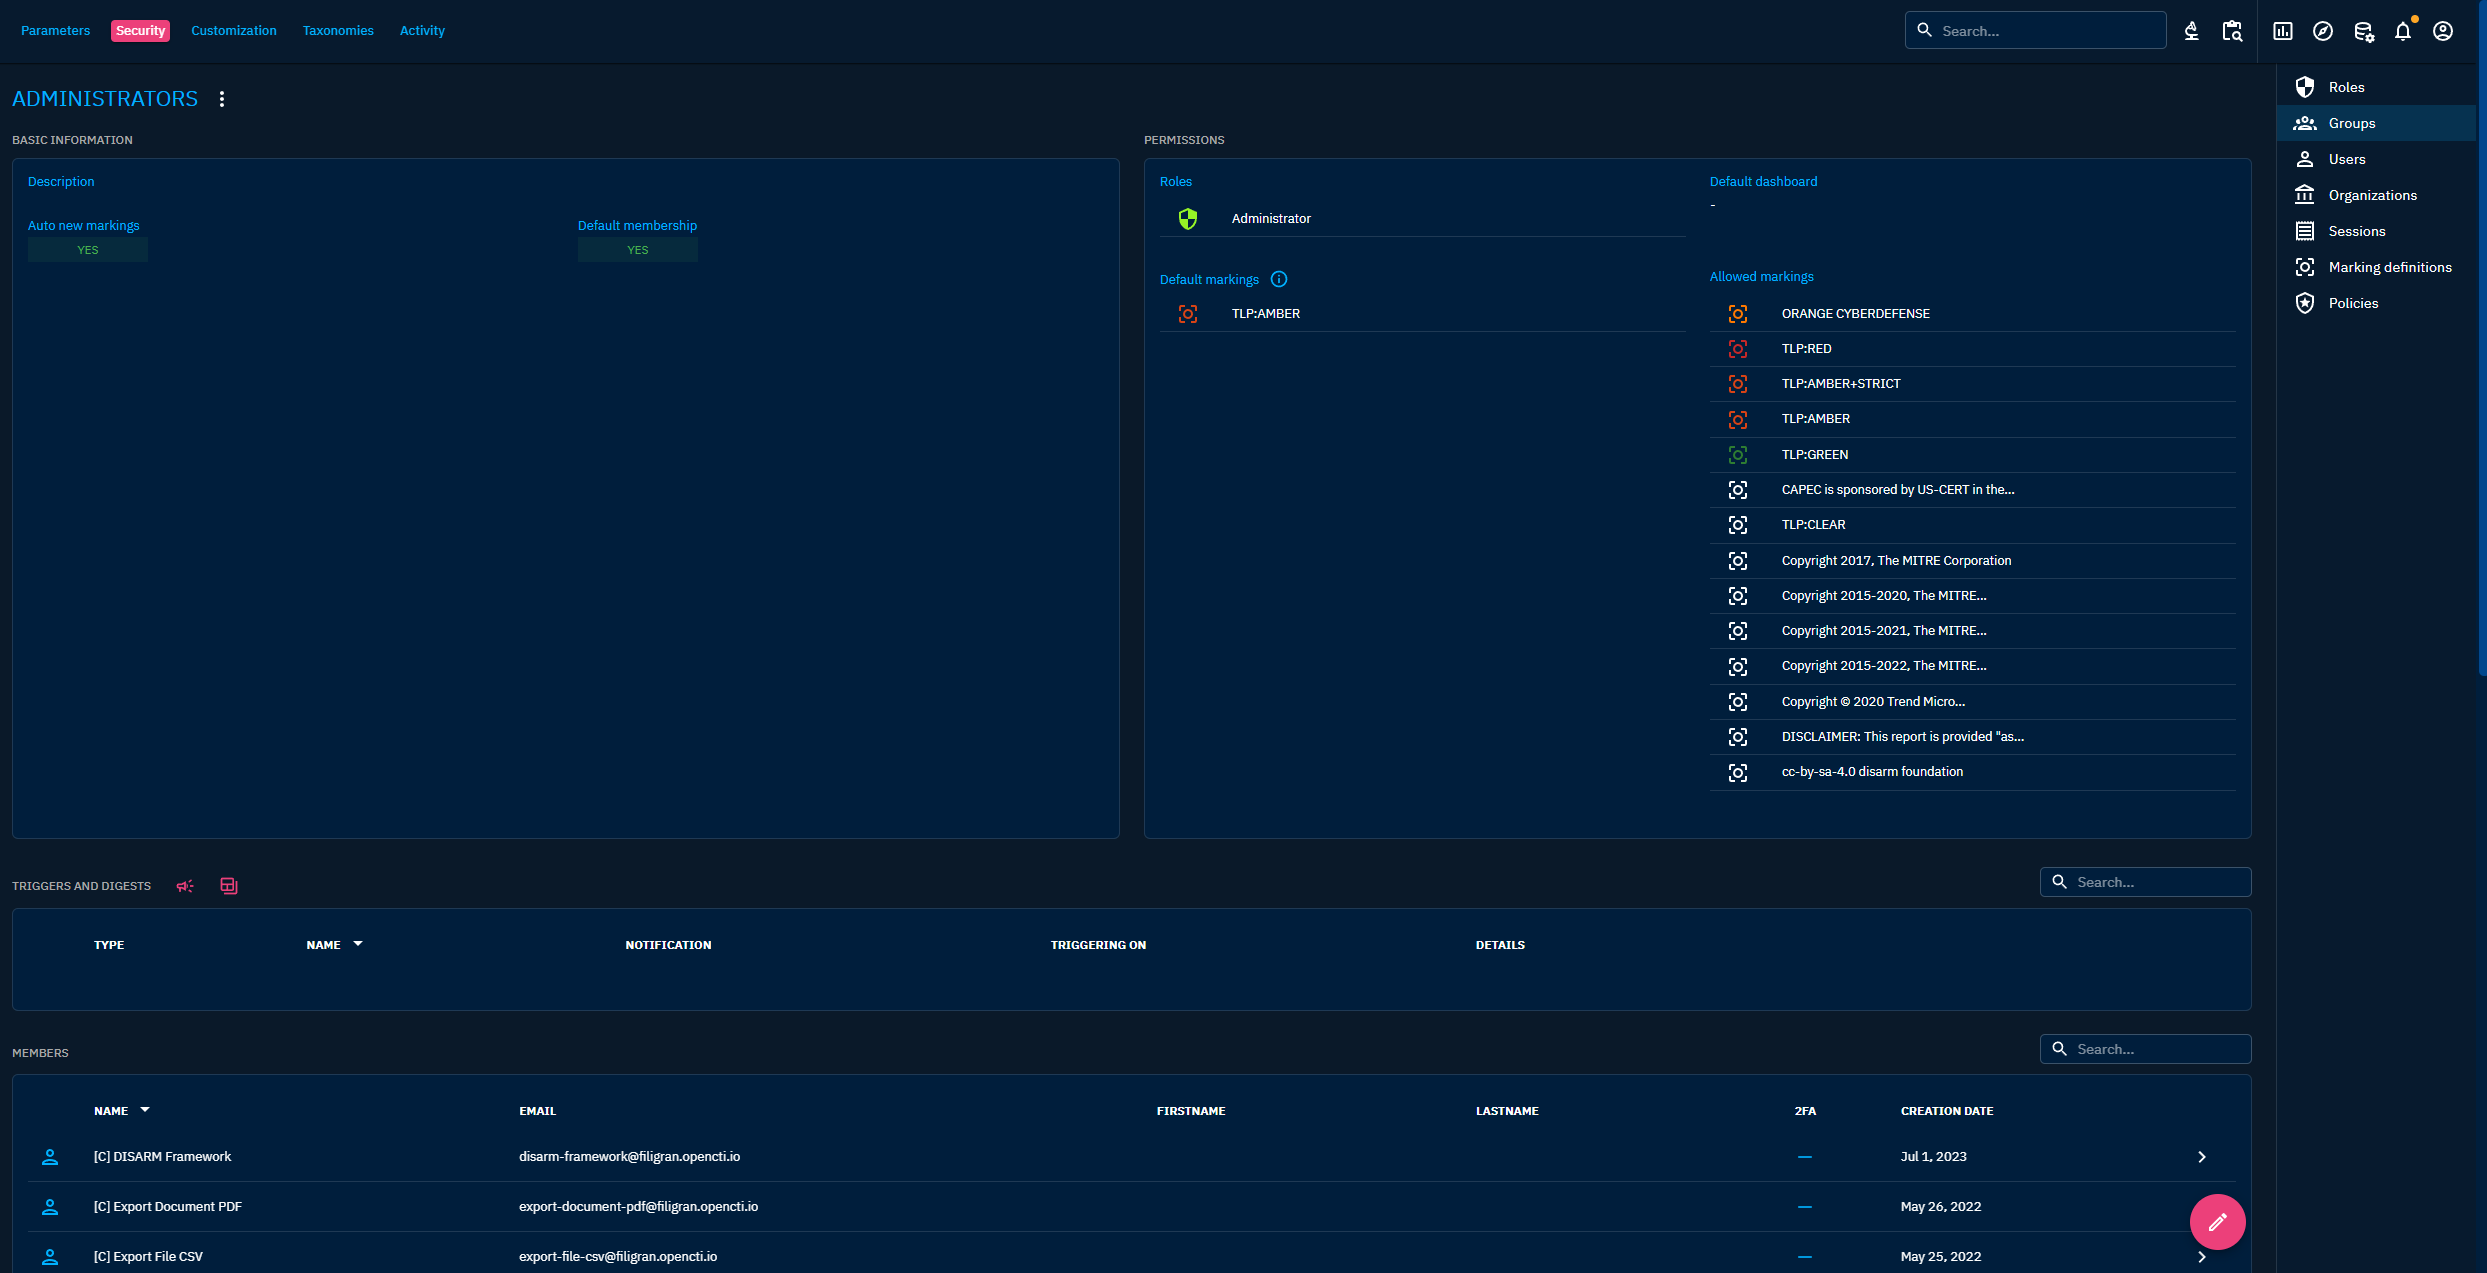 Parameters Security Customization Taxonomies Activity Search...
ADMINISTRATORS
BASIC INFORMATION
Description
Auto new markings Default membership
YES YES
PERMISSIONS
Roles
Administrator
Default dashboard
-
Default markings
TLP:AMBER
Allowed markings
ORANGE CYBERDEFENSE
TLP:RED
TLP:AMBER+STRICT
TLP:AMBER
TLP:GREEN
CAPEC is sponsored by US-CERT in the...
TLP:CLEAR
Copyright 2017, The MITRE Corporation
Copyright 2015-2020, The MITRE...
Copyright 2015-2021, The MITRE...
Copyright 2015-2022, The MITRE...
Copyright © 2020 Trend Micro...
DISCLAIMER: This report is provided "as...
cc-by-sa-4.0 disarm foundation
Roles
Groups
Users
Organizations
Sessions
Marking definitions
Policies
TRIGGERS AND DIGESTS Search...
TYPE NAME NOTIFICATION TRIGGERING ON DETAILS
MEMBERS Search...
NAME EMAIL FIRSTNAME LASTNAME 2FA CREATION DATE
[C] DISARM Framework disarm-framework@filigran.opencti.io Jul 1, 2023
[C] Export Document PDF export-document-pdf@filigran.opencti.io May 26, 2022
[C] Export File CSV export-file-csv@filigran.opencti.io May 25, 2022